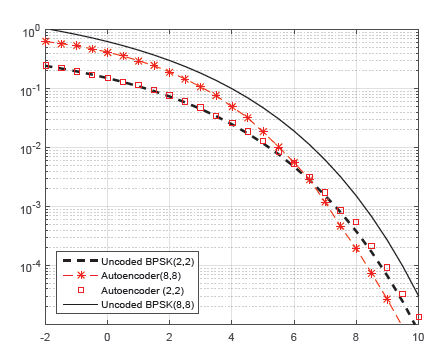 10^0
10^-1
10^-2
10^-3
10^-4
Uncoded BPSK(2,2)
Autoencoder(8,8)
Autoencoder (2,2)
Uncoded BPSK(8,8)
-2 0 2 4 6 8 10